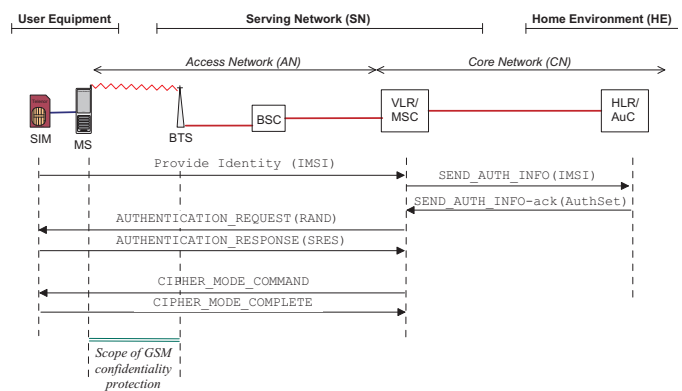 User Equipment
Serving Network (SN)
Home Environment (HE)
Access Network (AN)
Core Network (CN)
SIM
MS
BTS
BSC
VLR/
MSC
HLR/
AuC
Provide Identity (IMSI)
SEND_AUTH_INFO(IMSI)
SEND_AUTH_INFO-ack(AuthSet)
AUTHENTICATION_REQUEST(RAND)
AUTHENTICATION_RESPONSE(SRES)
CIPHER_MODE_COMMAND
CIPHER_MODE_COMPLETE
Scope of GSM
confidentiality
protection